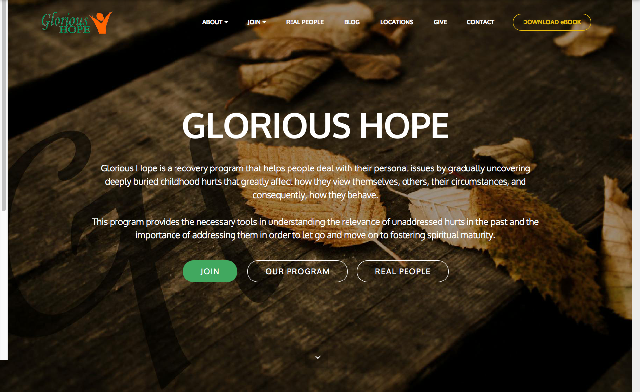 Glorious
HOPE
ABOUT JOIN REAL PEOPLE BLOG LOCATIONS GIVE CONTACT DOWNLOAD eBOOK
GLORIOUS HOPE
Glorious Hope is a recovery program that helps people deal with their personal issues by gradually uncovering
deeply buried childhood hurts that greatly affect how they view themselves, others, their circumstances, and
consequently, how they behave.
This program provides the necessary tools in understanding the relevance of unaddressed hurts in the past and the
importance of addressing them in order to let go and move on to fostering spiritual maturity.
JOIN OUR PROGRAM REAL PEOPLE